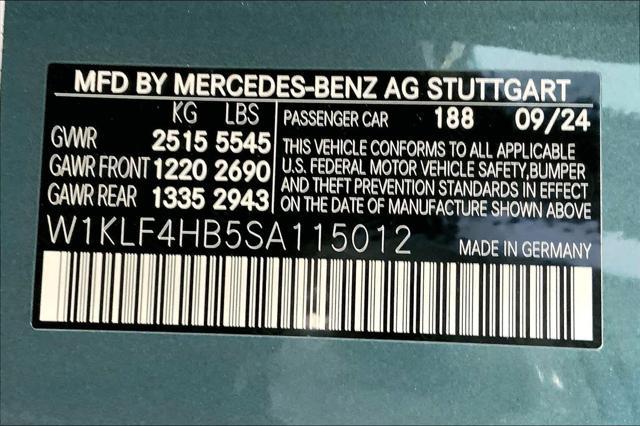 MFD BY MERCEDES-BENZ AG STUTTGART
KG LBS
GVWR 2515 5545
GAWR FRONT 1220 2690
GAWR REAR 1335 2943
PASSENGER CAR 188 09/24
THIS VEHICLE CONFORMS TO ALL APPLICABLE
U.S. FEDERAL MOTOR VEHICLE SAFETY,BUMPER
AND THEFT PREVENTION STANDARDS IN EFFECT
ON THE DATE OF MANUFACTURE SHOWN ABOVE
W1KLF4HB5SA115012
MADE IN GERMANY